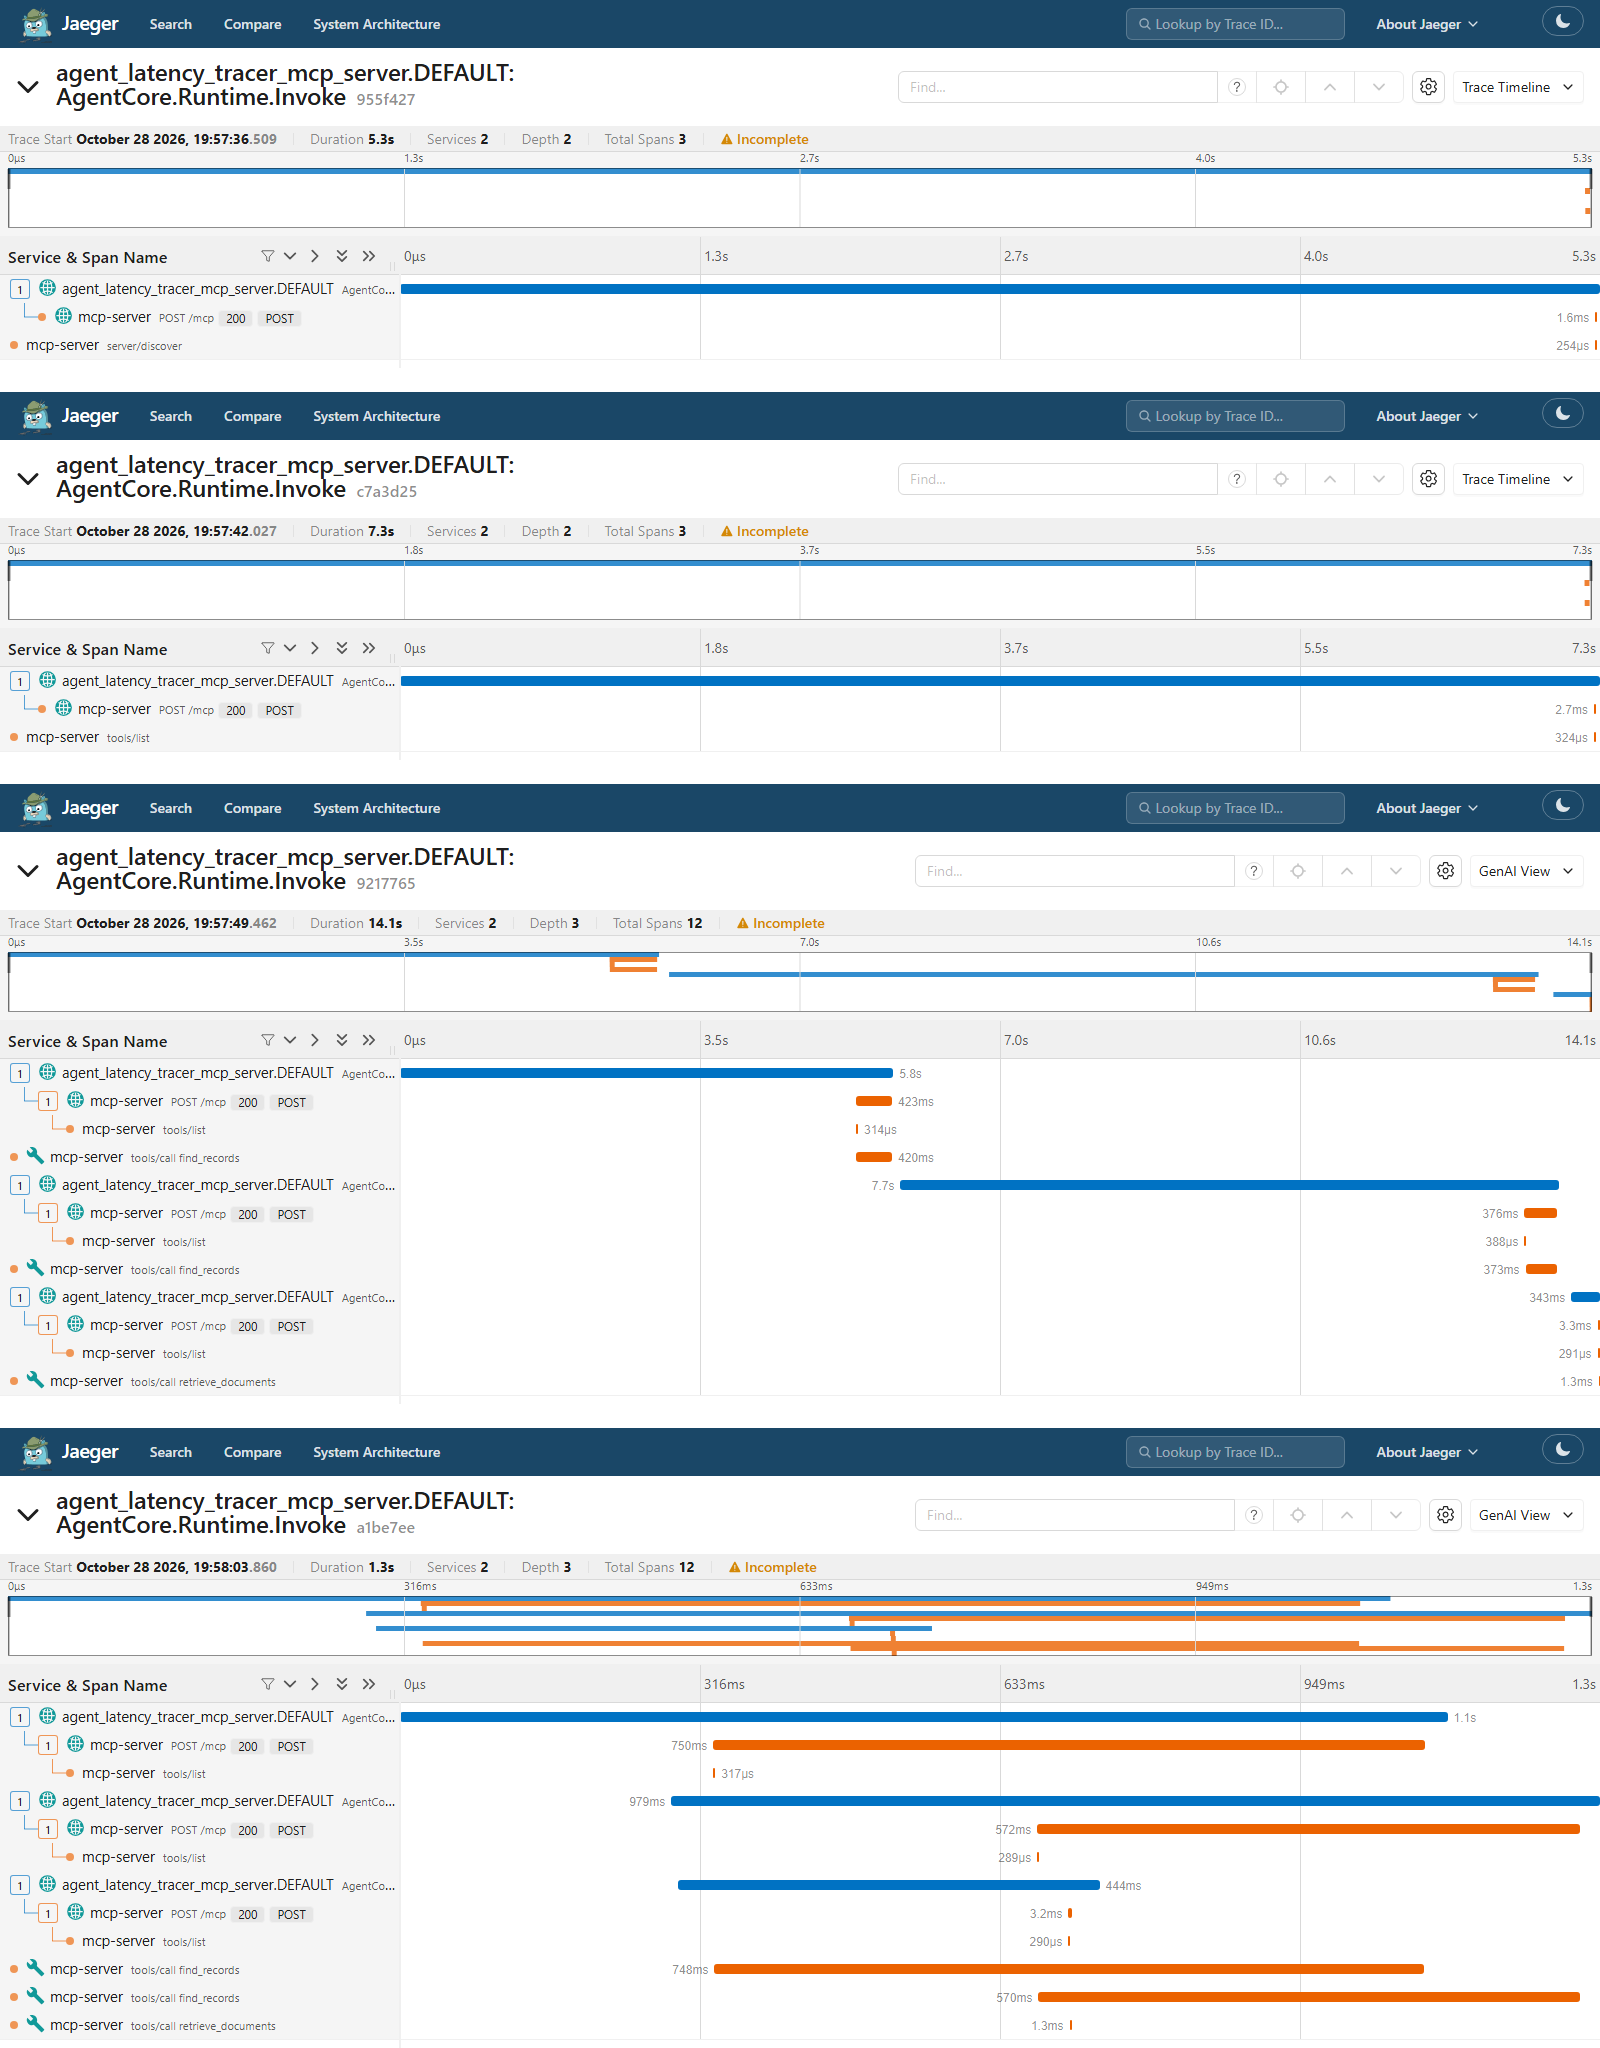 Jaeger Search Compare System Architecture Lookup by Trace ID... About Jaeger
agent_latency_tracer_mcp_server.DEFAULT:
AgentCore.Runtime.Invoke 955f427 Find... ? Trace Timeline
Trace Start October 28 2026, 19:57:36.509 Duration 5.3s Services 2 Depth 2 Total Spans 3 Incomplete
0μs 1.3s 2.7s 4.0s 5.3s
Service & Span Name 0μs 1.3s 2.7s 4.0s 5.3s
1 agent_latency_tracer_mcp_server.DEFAULT AgentCo...
mcp-server POST /mcp 200 POST 1.6ms
mcp-server server/discover 254μs
Jaeger Search Compare System Architecture Lookup by Trace ID... About Jaeger
agent_latency_tracer_mcp_server.DEFAULT:
AgentCore.Runtime.Invoke c7a3d25 Find... ? Trace Timeline
Trace Start October 28 2026, 19:57:42.027 Duration 7.3s Services 2 Depth 2 Total Spans 3 Incomplete
0μs 1.8s 3.7s 5.5s 7.3s
Service & Span Name 0μs 1.8s 3.7s 5.5s 7.3s
1 agent_latency_tracer_mcp_server.DEFAULT AgentCo...
mcp-server POST /mcp 200 POST 2.7ms
mcp-server tools/list 324μs
Jaeger Search Compare System Architecture Lookup by Trace ID... About Jaeger
agent_latency_tracer_mcp_server.DEFAULT:
AgentCore.Runtime.Invoke 9217765 Find... ? GenAI View
Trace Start October 28 2026, 19:57:49.462 Duration 14.1s Services 2 Depth 3 Total Spans 12 Incomplete
0μs 3.5s 7.0s 10.6s 14.1s
Service & Span Name 0μs 3.5s 7.0s 10.6s 14.1s
1 agent_latency_tracer_mcp_server.DEFAULT AgentCo... 5.8s
1 mcp-server POST /mcp 200 POST 423ms
mcp-server tools/list 314μs
mcp-server tools/call find_records 420ms
1 agent_latency_tracer_mcp_server.DEFAULT AgentCo... 7.7s
1 mcp-server POST /mcp 200 POST 376ms
mcp-server tools/list 388μs
mcp-server tools/call find_records 373ms
1 agent_latency_tracer_mcp_server.DEFAULT AgentCo... 343ms
1 mcp-server POST /mcp 200 POST 3.3ms
mcp-server tools/list 291μs
mcp-server tools/call retrieve_documents 1.3ms
Jaeger Search Compare System Architecture Lookup by Trace ID... About Jaeger
agent_latency_tracer_mcp_server.DEFAULT:
AgentCore.Runtime.Invoke a1be7ee Find... ? GenAI View
Trace Start October 28 2026, 19:58:03.860 Duration 1.3s Services 2 Depth 3 Total Spans 12 Incomplete
0μs 316ms 633ms 949ms 1.3s
Service & Span Name 0μs 316ms 633ms 949ms 1.3s
1 agent_latency_tracer_mcp_server.DEFAULT AgentCo... 1.1s
1 mcp-server POST /mcp 200 POST 750ms
mcp-server tools/list 317μs
1 agent_latency_tracer_mcp_server.DEFAULT AgentCo... 979ms
1 mcp-server POST /mcp 200 POST 572ms
mcp-server tools/list 289μs
1 agent_latency_tracer_mcp_server.DEFAULT AgentCo... 444ms
1 mcp-server POST /mcp 200 POST 3.2ms
mcp-server tools/list 290μs
mcp-server tools/call find_records 748ms
mcp-server tools/call find_records 570ms
mcp-server tools/call retrieve_documents 1.3ms